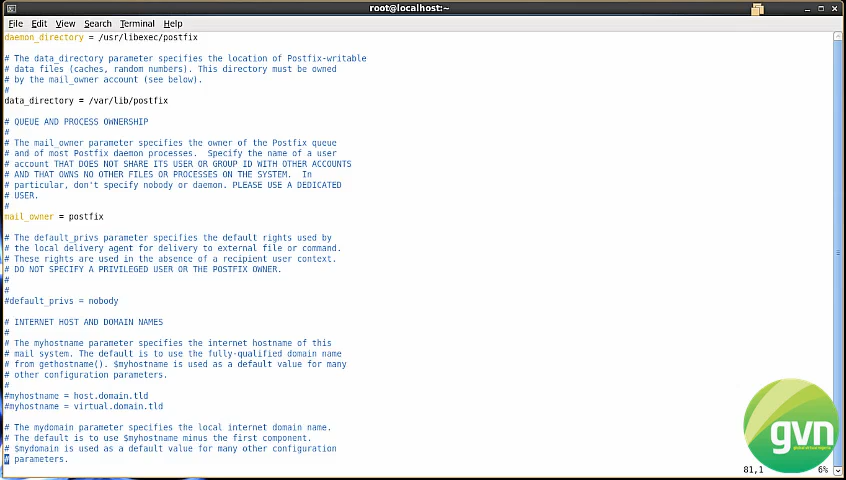 root@localhost:~
File Edit View Search Terminal Help
daemon_directory = /usr/libexec/postfix
# The data_directory parameter specifies the location of Postfix-writable
# data files (caches, random numbers). This directory must be owned
# by the mail_owner account (see below).
#
data_directory = /var/lib/postfix
# QUEUE AND PROCESS OWNERSHIP
#
# The mail_owner parameter specifies the owner of the Postfix queue
# and of most Postfix daemon processes.  Specify the name of a user
# account THAT DOES NOT SHARE ITS USER OR GROUP ID WITH OTHER ACCOUNTS
# AND THAT OWNS NO OTHER FILES OR PROCESSES ON THE SYSTEM.  In
# particular, don't specify nobody or daemon. PLEASE USE A DEDICATED
# USER.
#
mail_owner = postfix
# The default_privs parameter specifies the default rights used by
# the local delivery agent for delivery to external file or command.
# These rights are used in the absence of a recipient user context.
# DO NOT SPECIFY A PRIVILEGED USER OR THE POSTFIX OWNER.
#
#
#default_privs = nobody
# INTERNET HOST AND DOMAIN NAMES
#
# The myhostname parameter specifies the internet hostname of this
# mail system. The default is to use the fully-qualified domain name
# from gethostname(). $myhostname is used as a default value for many
# other configuration parameters.
#
#myhostname = host.domain.tld
#myhostname = virtual.domain.tld
# The mydomain parameter specifies the local internet domain name.
# The default is to use $myhostname minus the first component.
# $mydomain is used as a default value for many other configuration
# parameters.
gvn
81,1 6%